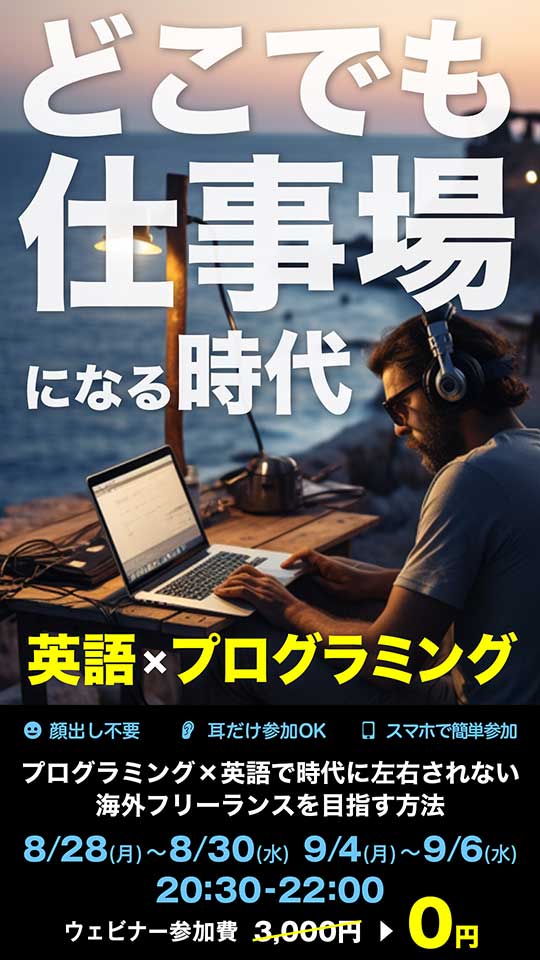 どこでも
仕事場
になる時代
英語×プログラミング
顔出し不要 耳だけ参加OK スマホで簡単参加
プログラミング×英語で時代に左右されない
海外フリーランスを目指す方法
8/28(月)～8/30(水) 9/4(月)～9/6(水)
20:30-22:00
ウェビナー参加費 3,000円 ▶ 0円